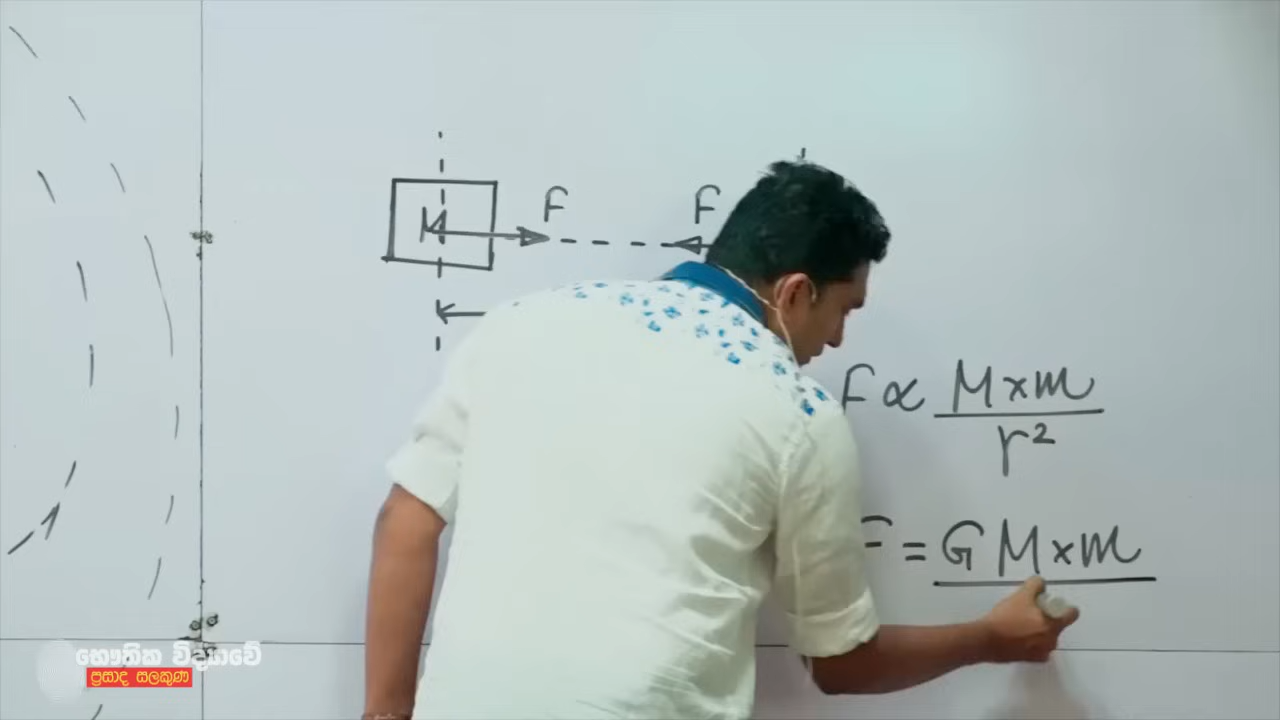 M F F
F ∝ M × m
r²
F = G M × m
භෞතික විද්‍යාවේ
ප්‍රසාද සලකුණ